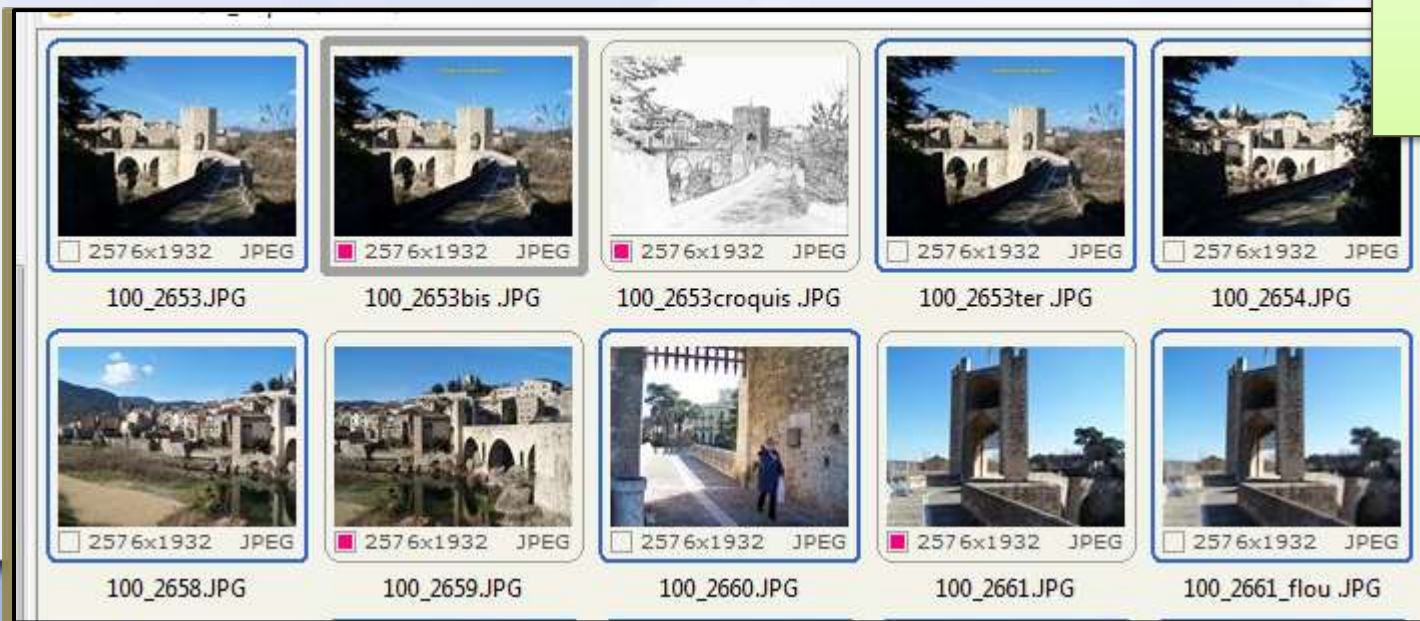 2576x1932 JPEG 2576x1932 JPEG 2576x1932 JPEG 2576x1932 JPEG 2576x1932 JPEG
100_2653.JPG 100_2653bis .JPG 100_2653croquis .JPG 100_2653ter .JPG 100_2654.JPG
2576x1932 JPEG 2576x1932 JPEG 2576x1932 JPEG 2576x1932 JPEG 2576x1932 JPEG
100_2658.JPG 100_2659.JPG 100_2660.JPG 100_2661.JPG 100_2661_flou .JPG